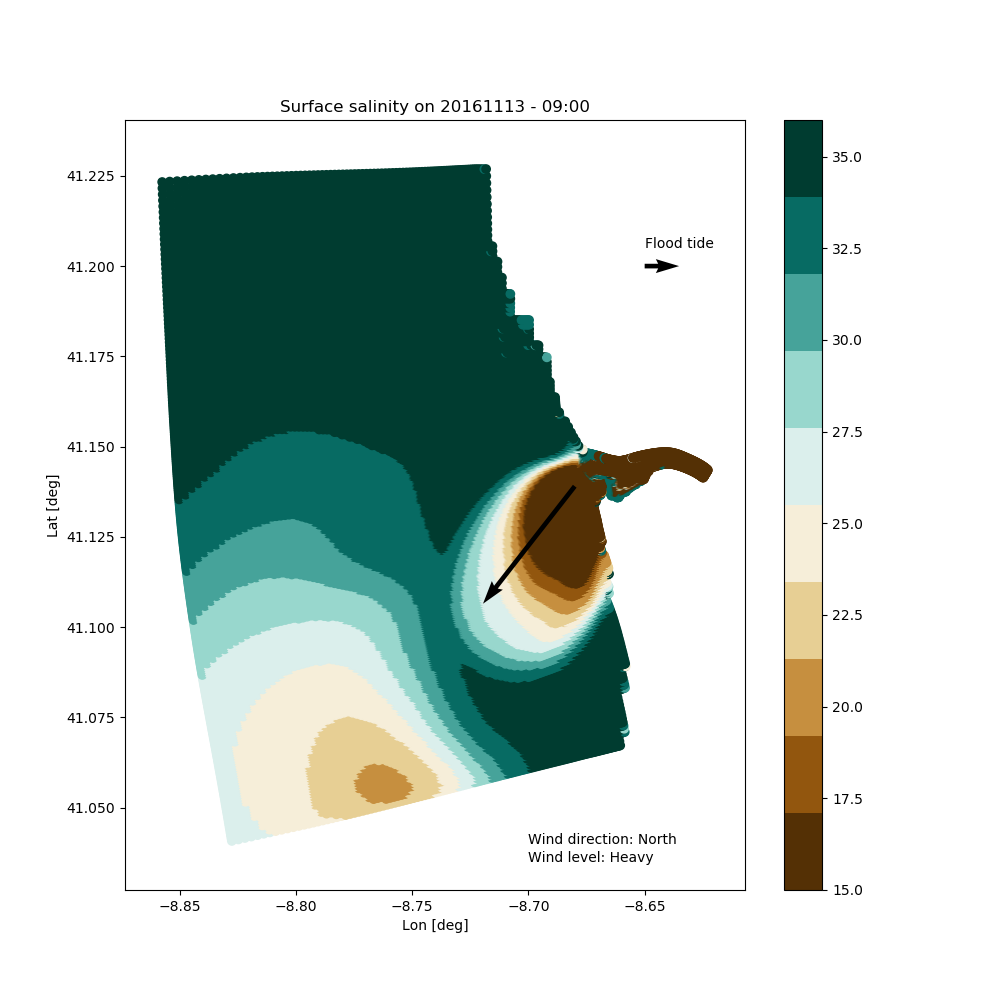 Surface salinity on 20161113 - 09:00
41.225
41.200
41.175
41.150
41.125
41.100
41.075
41.050
Lat [deg]
Flood tide
Wind direction: North
Wind level: Heavy
−8.85 −8.80 −8.75 −8.70 −8.65
Lon [deg]
35.0
32.5
30.0
27.5
25.0
22.5
20.0
17.5
15.0